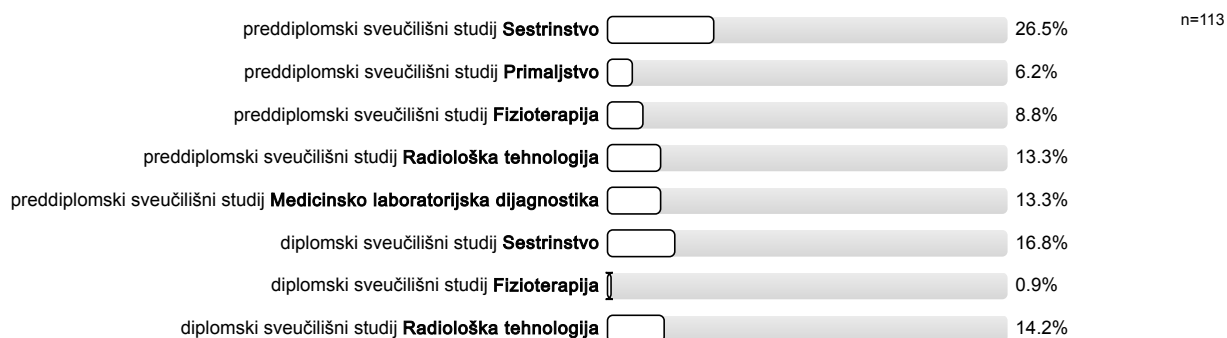 preddiplomski sveučilišni studij Sestrinstvo 26.5% n=113
preddiplomski sveučilišni studij Primaljstvo 6.2%
preddiplomski sveučilišni studij Fizioterapija 8.8%
preddiplomski sveučilišni studij Radiološka tehnologija 13.3%
preddiplomski sveučilišni studij Medicinsko laboratorijska dijagnostika 13.3%
diplomski sveučilišni studij Sestrinstvo 16.8%
diplomski sveučilišni studij Fizioterapija 0.9%
diplomski sveučilišni studij Radiološka tehnologija 14.2%